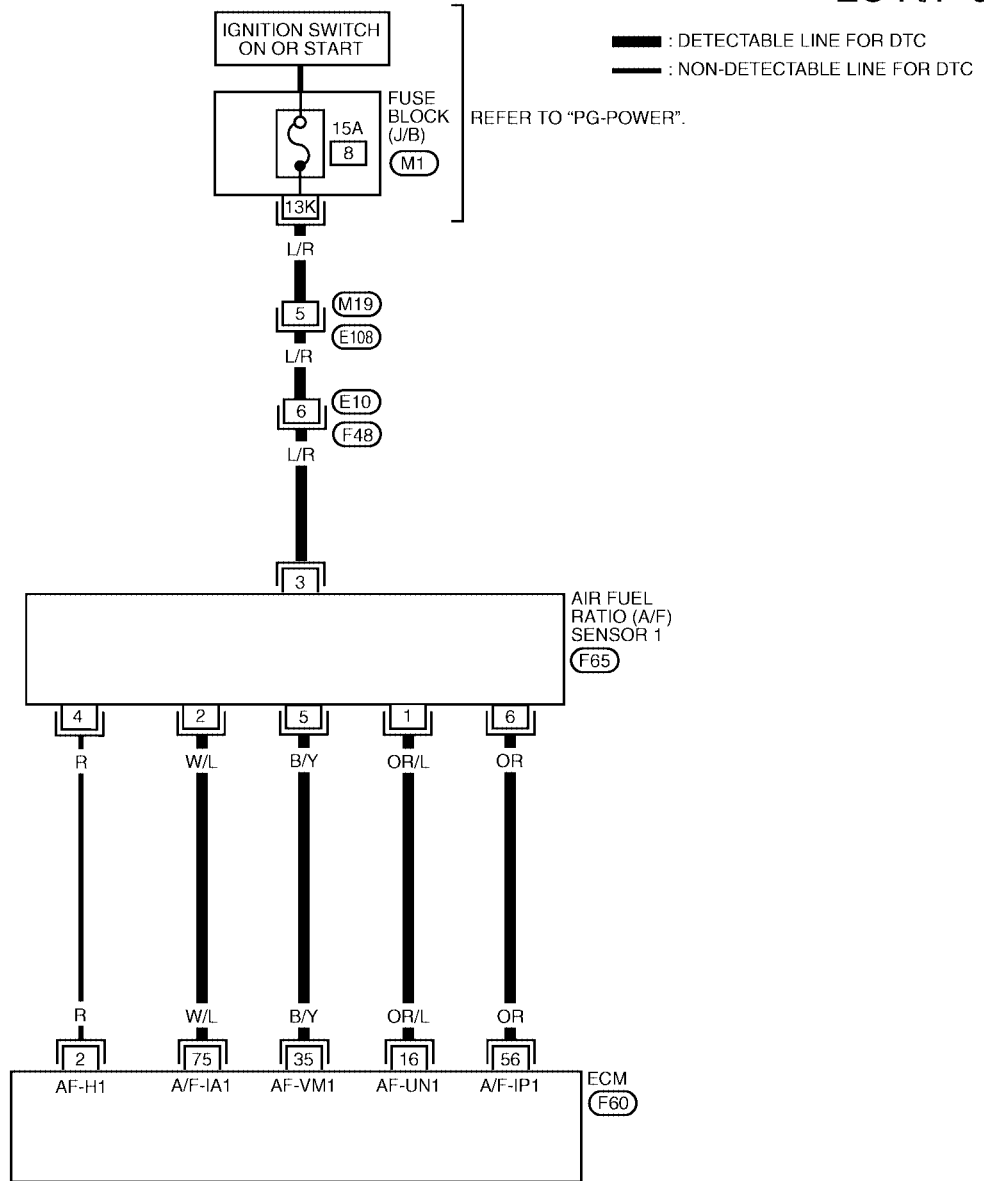 IGNITION SWITCH
ON OR START
: DETECTABLE LINE FOR DTC
: NON-DETECTABLE LINE FOR DTC
FUSE
BLOCK
(J/B)
M1
15A
8
REFER TO “PG-POWER”.
13K
L/R
5
M19
E108
L/R
6
E10
F48
L/R
3
AIR FUEL
RATIO (A/F)
SENSOR 1
F65
4 2 5 1 6
R W/L B/Y OR/L OR
R W/L B/Y OR/L OR
2 75 35 16 56
AF-H1 A/F-IA1 AF-VM1 AF-UN1 A/F-IP1
ECM
F60